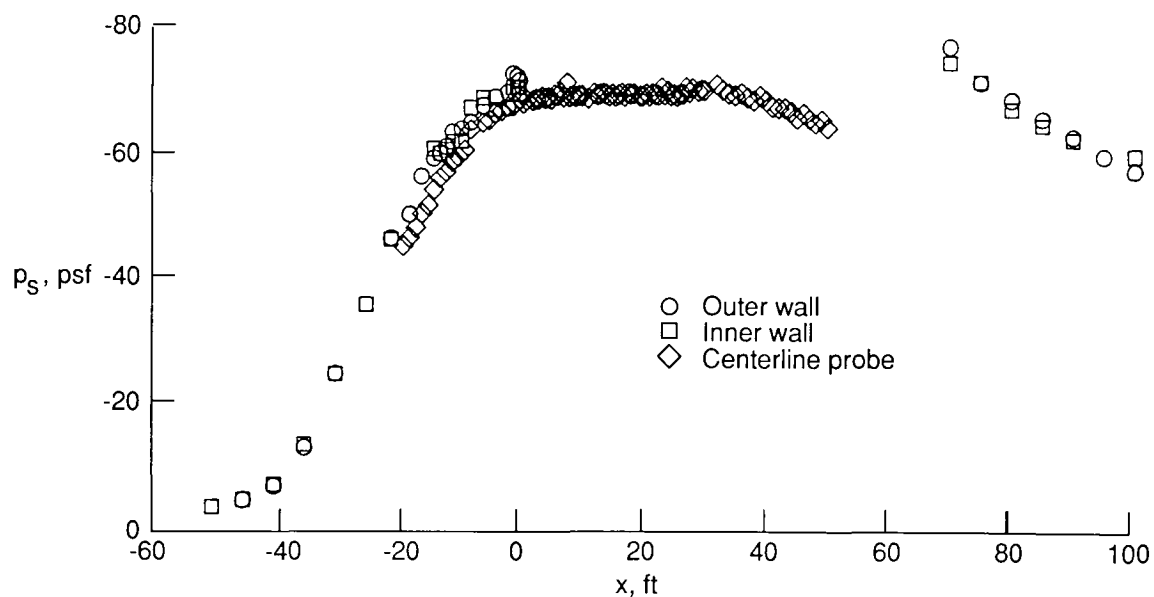 -80
-60
p_s, psf -40
-20
0
Outer wall
Inner wall
Centerline probe
-60 -40 -20 0 20 40 60 80 100
x, ft